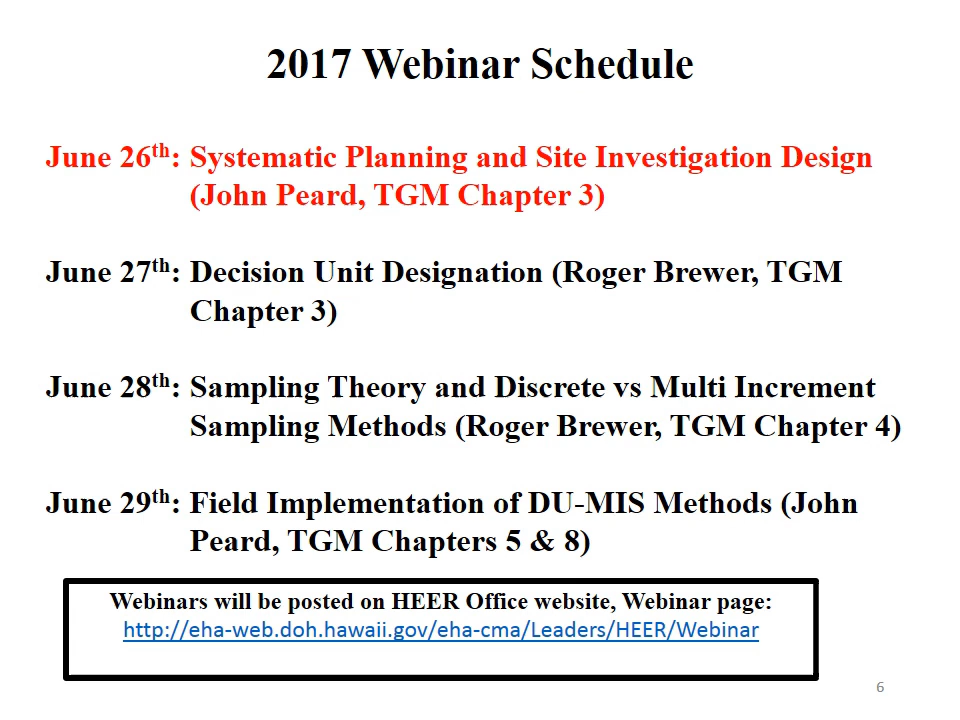 2017 Webinar Schedule
June 26th: Systematic Planning and Site Investigation Design
(John Peard, TGM Chapter 3)
June 27th: Decision Unit Designation (Roger Brewer, TGM
Chapter 3)
June 28th: Sampling Theory and Discrete vs Multi Increment
Sampling Methods (Roger Brewer, TGM Chapter 4)
June 29th: Field Implementation of DU-MIS Methods (John
Peard, TGM Chapters 5 & 8)
Webinars will be posted on HEER Office website, Webinar page:
http://eha-web.doh.hawaii.gov/eha-cma/Leaders/HEER/Webinar
6